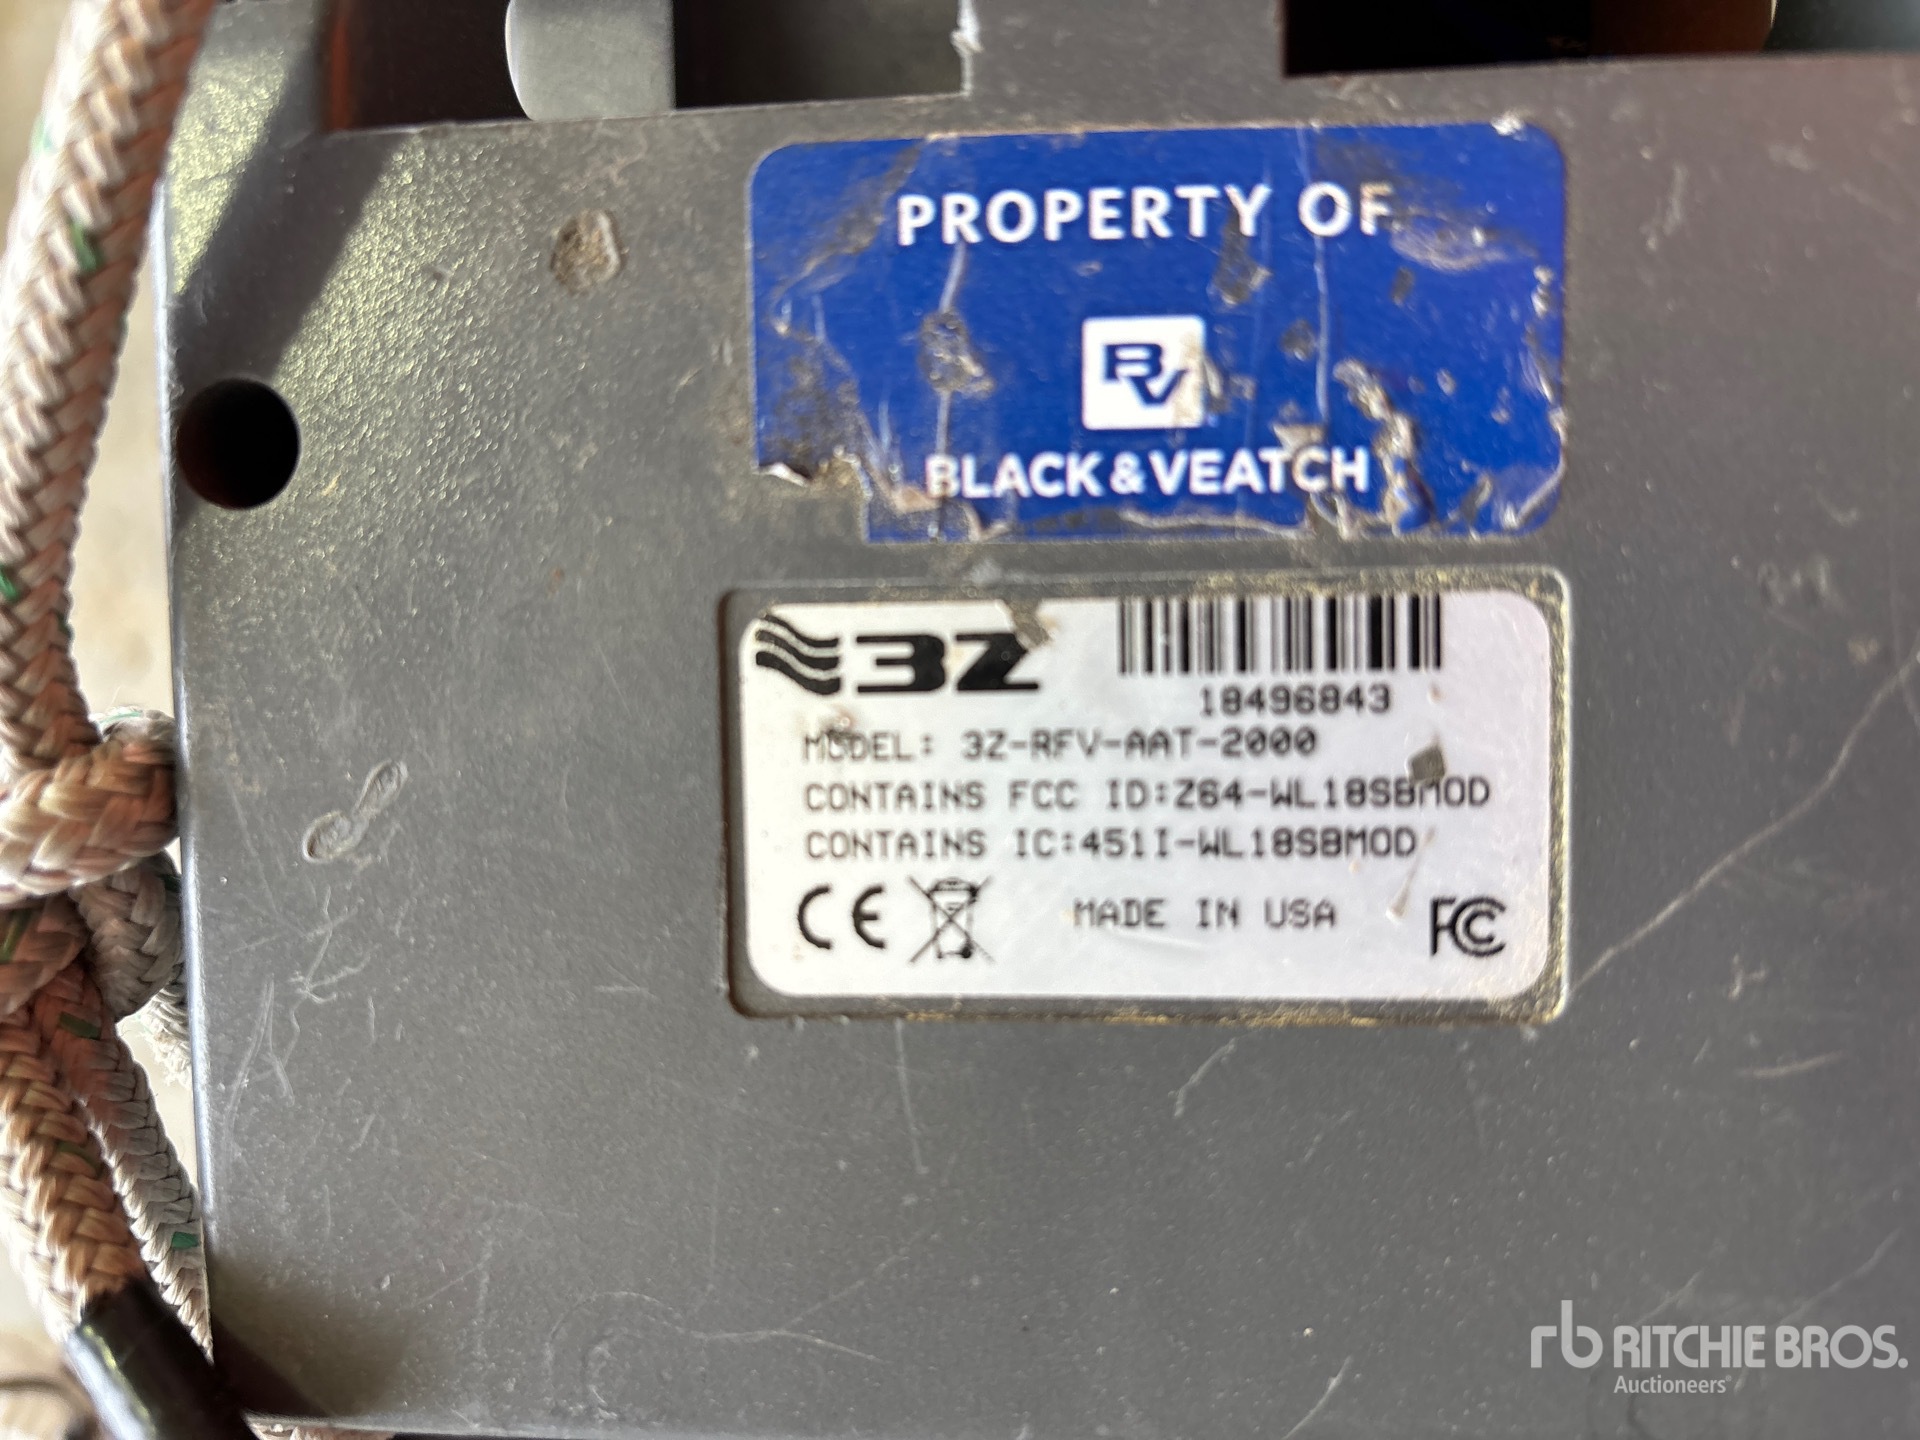 PROPERTY OF
BV
BLACK & VEATCH
3Z
18496843
MODEL: 3Z-RFV-AAT-2000
CONTAINS FCC ID:Z64-WL18SBMOD
CONTAINS IC:451I-WL18SBMOD
CE MADE IN USA FCC
rb RITCHIE BROS.
Auctioneers